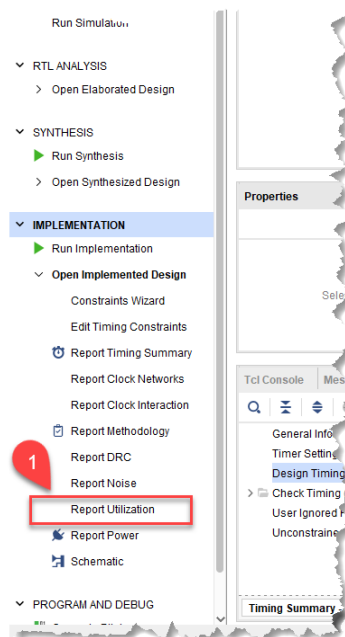 Run Simulation
RTL ANALYSIS
Open Elaborated Design
SYNTHESIS
Run Synthesis
Open Synthesized Design
IMPLEMENTATION
Run Implementation
Open Implemented Design
Constraints Wizard
Edit Timing Constraints
Report Timing Summary
Report Clock Networks
Report Clock Interaction
Report Methodology
Report DRC
1
Report Noise
Report Utilization
Report Power
Schematic
PROGRAM AND DEBUG
Properties
Sele
Tcl Console Mes
General Info
Timer Setting
Design Timing
Check Timing
User Ignored
Unconstraine
Timing Summary